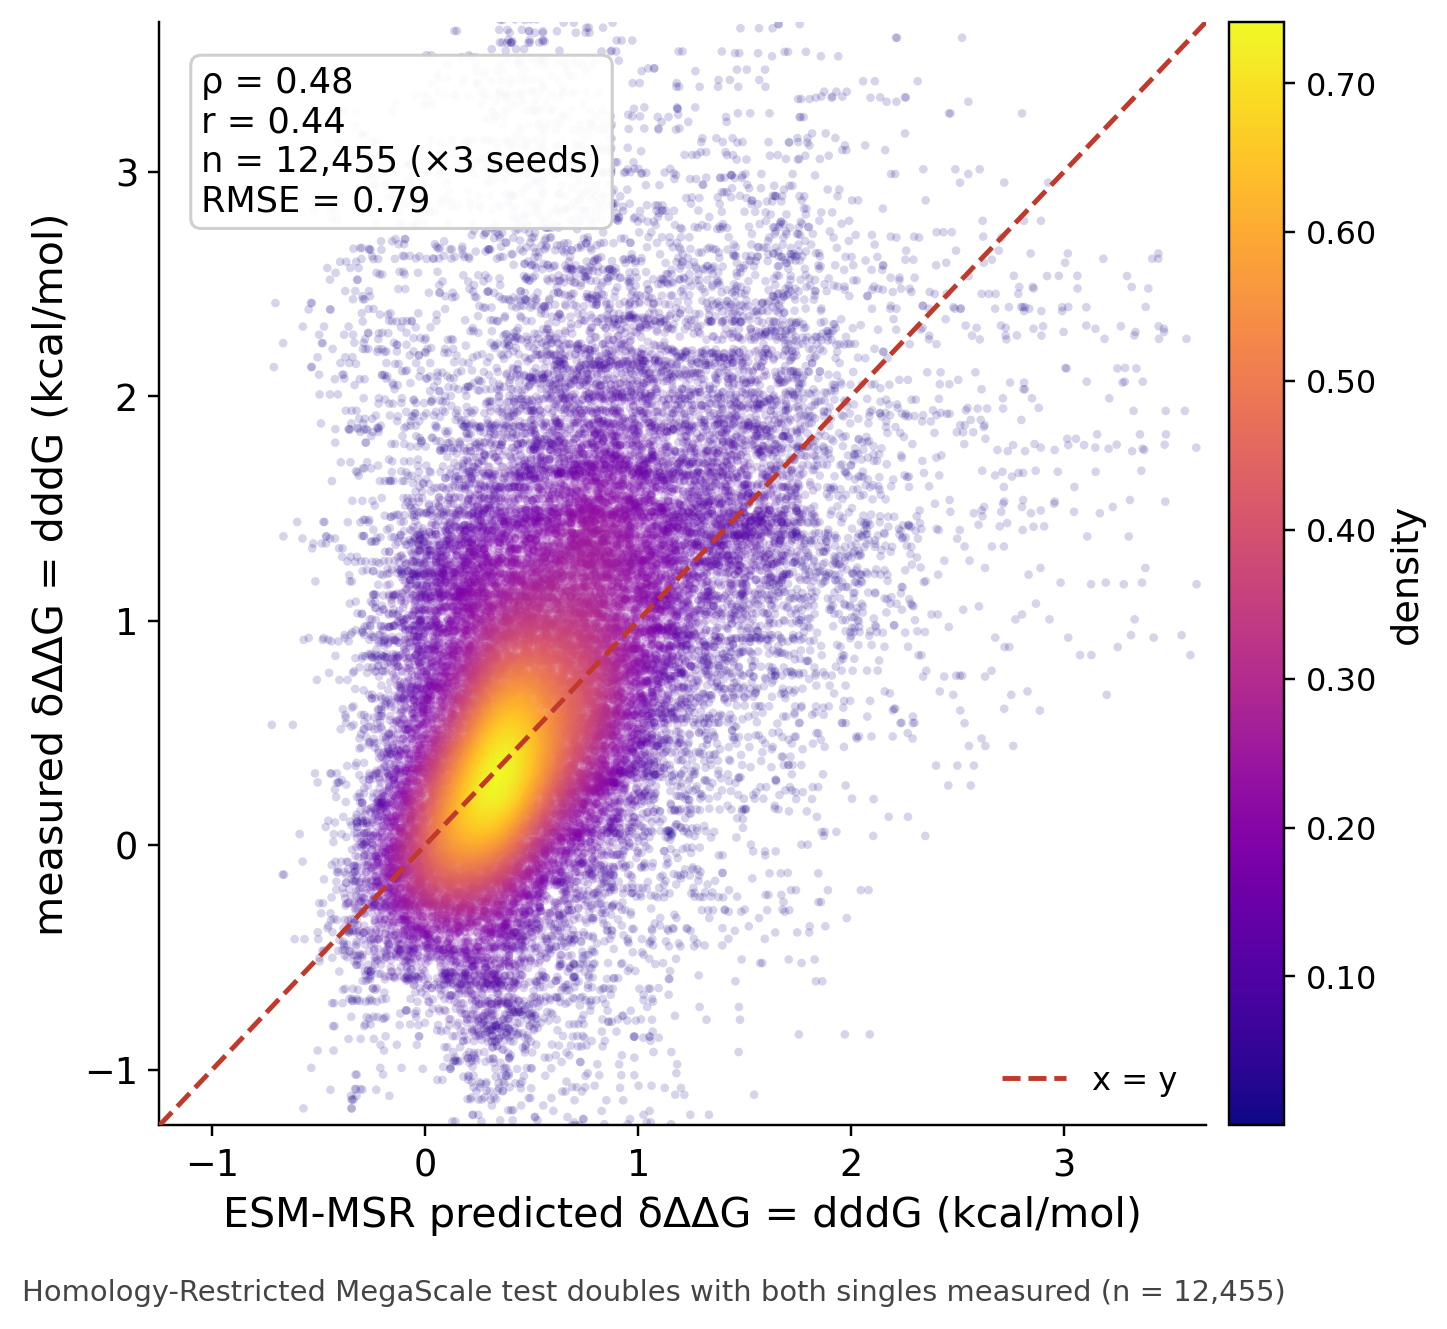 ρ = 0.48
r = 0.44
n = 12,455 (×3 seeds)
RMSE = 0.79
3
2
1
0
−1
measured δΔΔG = dddG (kcal/mol)
x = y
−1 0 1 2 3
ESM-MSR predicted δΔΔG = dddG (kcal/mol)
0.70
0.60
0.50
0.40
0.30
0.20
0.10
density
Homology-Restricted MegaScale test doubles with both singles measured (n = 12,455)